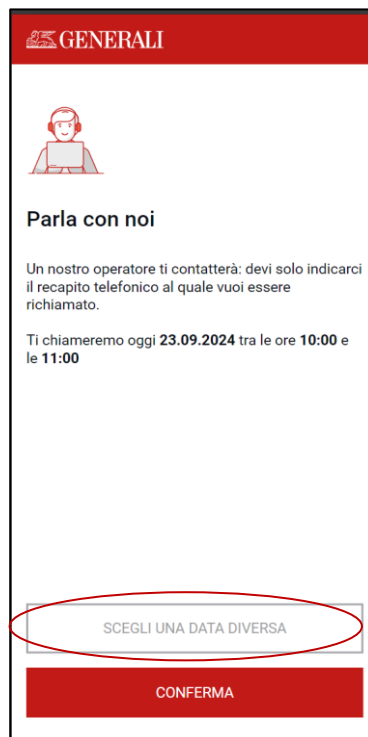 GENERALI
Parla con noi
Un nostro operatore ti contatterà: devi solo indicarci
il recapito telefonico al quale vuoi essere
richiamato.
Ti chiameremo oggi 23.09.2024 tra le ore 10:00 e
le 11:00
SCEGLI UNA DATA DIVERSA
CONFERMA